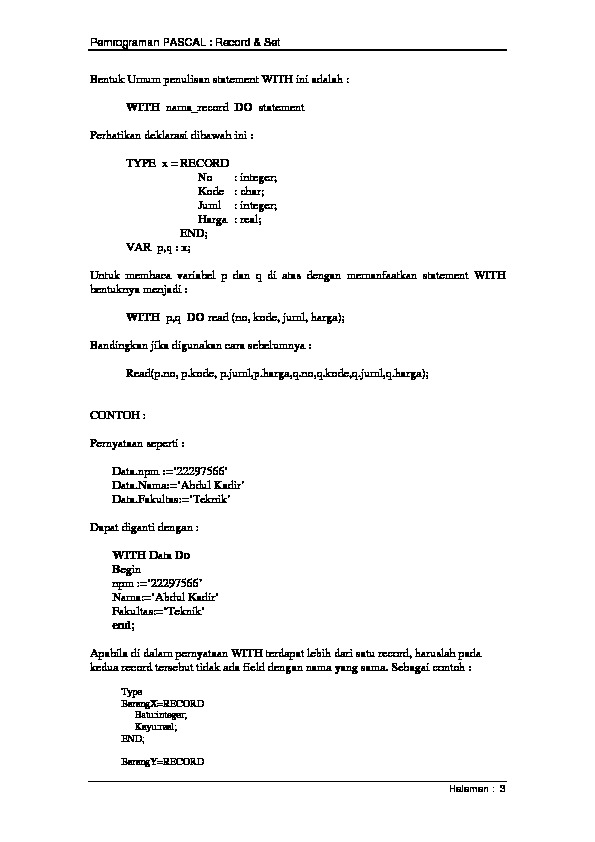 Pemrograman PASCAL : Record & Set
Bentuk Umum penulisan statement WITH ini adalah :
WITH nama_record DO statement
Perhatikan deklarasi dibawah ini :
TYPE x = RECORD
No : integer;
Kode : char;
Juml : integer;
Harga : real;
END;
VAR p,q : x;
Untuk membaca variabel p dan q di atas dengan memanfaatkan statement WITH
bentuknya menjadi :
WITH p,q DO read (no, kode, juml, harga);
Bandingkan jika digunakan cara sebelumnya :
Read(p.no, p.kode, p.juml,p.harga,q.no,q.kode,q.juml,q.harga);
CONTOH :
Pernyataan seperti :
Data.npm :='22297566'
Data.Nama:='Abdul Kadir'
Data.Fakultas:='Teknik'
Dapat diganti dengan :
WITH Data Do
Begin
npm :='22297566'
Nama:='Abdul Kadir'
Fakultas:='Teknik'
end;
Apabila di dalam pernyataan WITH terdapat lebih dari satu record, haruslah pada
kedua record tersebut tidak ada field dengan nama yang sama. Sebagai contoh :
Type
BarangX=RECORD
Batu:integer;
Kayu:real;
END;
BarangY=RECORD
Halaman : 3